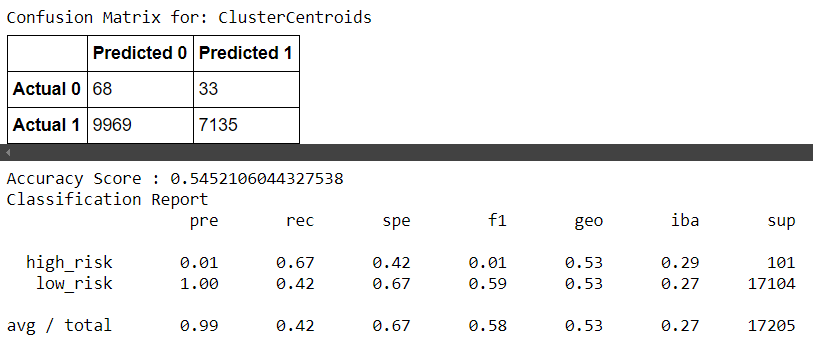 Confusion Matrix for: ClusterCentroids
Predicted 0 Predicted 1
Actual 0 68 33
Actual 1 9969 7135
Accuracy Score : 0.5452106044327538
Classification Report
pre rec spe f1 geo iba sup
high_risk 0.01 0.67 0.42 0.01 0.53 0.29 101
low_risk 1.00 0.42 0.67 0.59 0.53 0.27 17104
avg / total 0.99 0.42 0.67 0.58 0.53 0.27 17205